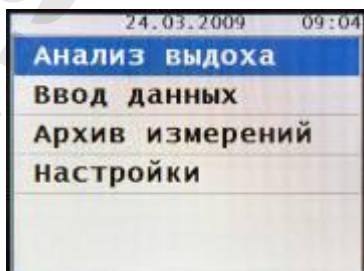 24.03.2009 09:04
Анализ выдоха
Ввод данных
Архив измерений
Настройки